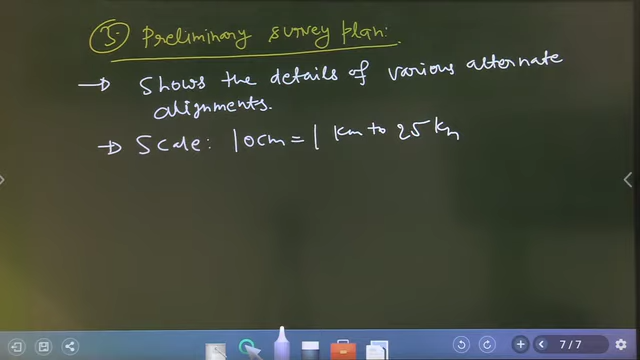 3. Preliminary survey plan:
→ Shows the details of various alternate
alignments.
→ Scale: 10cm = 1 km to 25 km
7/7